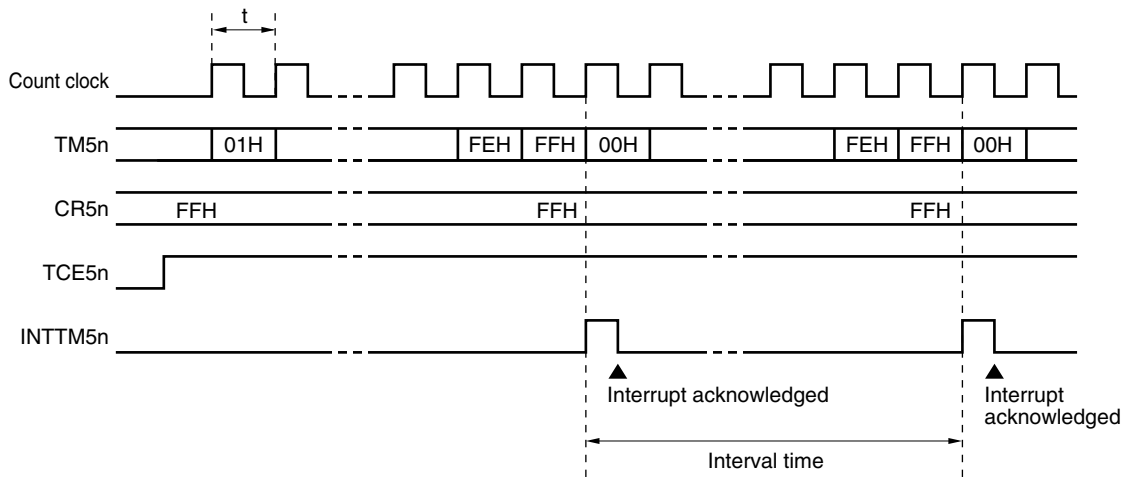 t
Count clock
TM5n 01H FEH FFH 00H FEH FFH 00H
CR5n FFH FFH FFH
TCE5n
INTTM5n
Interrupt acknowledged
Interrupt
acknowledged
Interval time